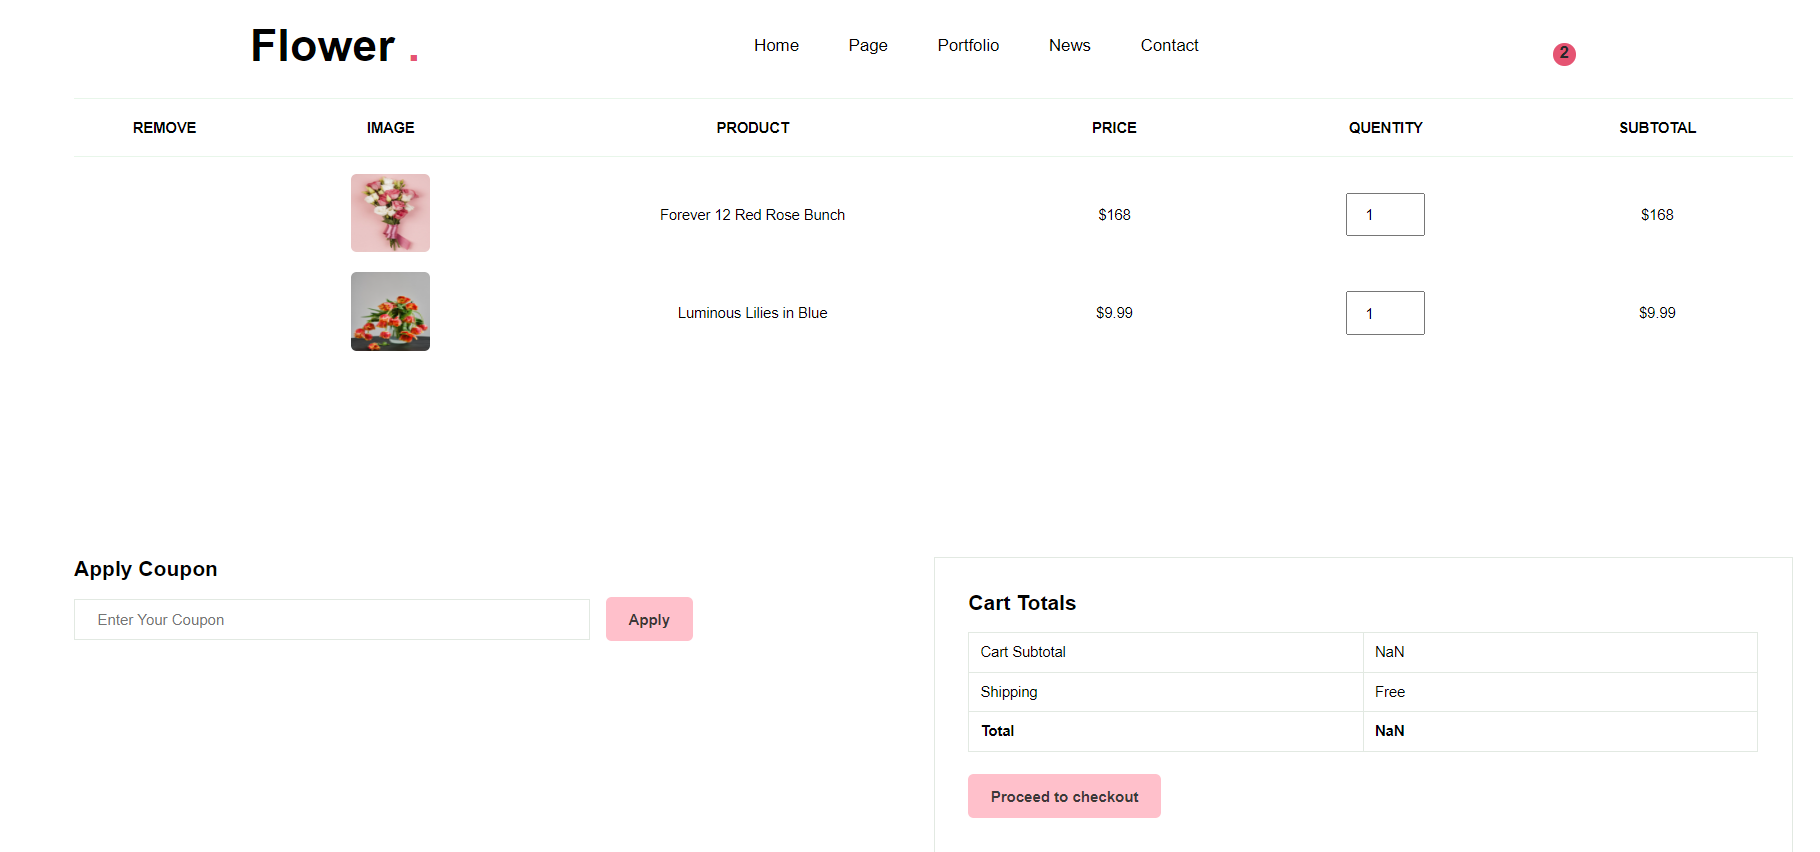 Flower .
Home Page Portfolio News Contact
2
REMOVE IMAGE PRODUCT PRICE QUENTITY SUBTOTAL
Forever 12 Red Rose Bunch $168 1 $168
Luminous Lilies in Blue $9.99 1 $9.99
Apply Coupon
Enter Your Coupon Apply
Cart Totals
Cart Subtotal NaN
Shipping Free
Total NaN
Proceed to checkout